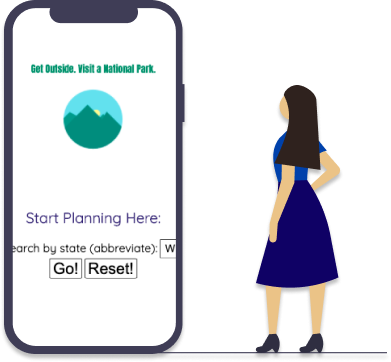 Get Outside. Visit a National Park.
Start Planning Here:
earch by state (abbreviate): W
Go! Reset!